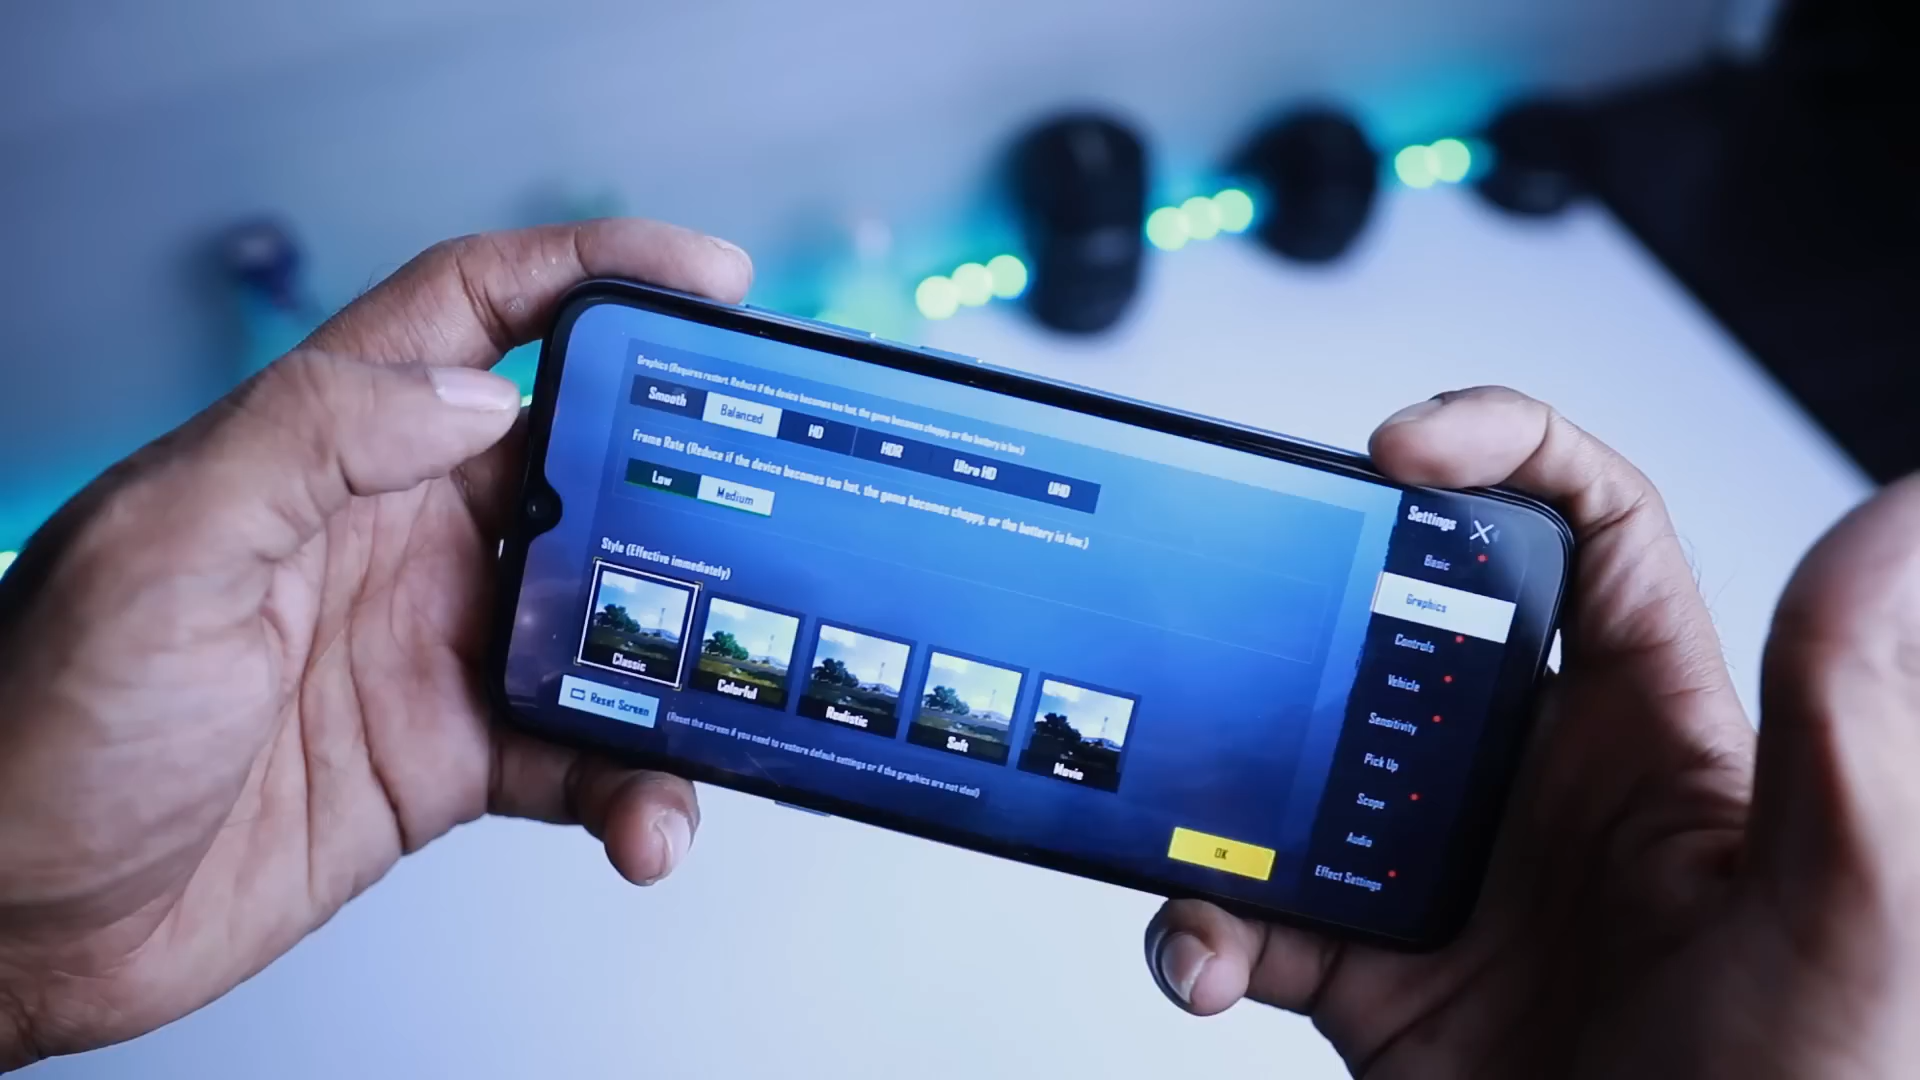 Graphics (Requires restart. Reduce if the device becomes too hot, the game becomes choppy, or the battery is low.)
Smooth Balanced HD HDR Ultra HD UHD
Frame Rate (Reduce if the device becomes too hot, the game becomes choppy, or the battery is low.)
Low Medium
Style (Effective immediately)
Classic Colorful Realistic Soft Movie
Reset Screen (Reset the screen if you need to restore default settings or if the graphics are not ideal)
OK
Settings X
Basic
Graphics
Controls
Vehicle
Sensitivity
Pick Up
Scope
Audio
Effect Settings